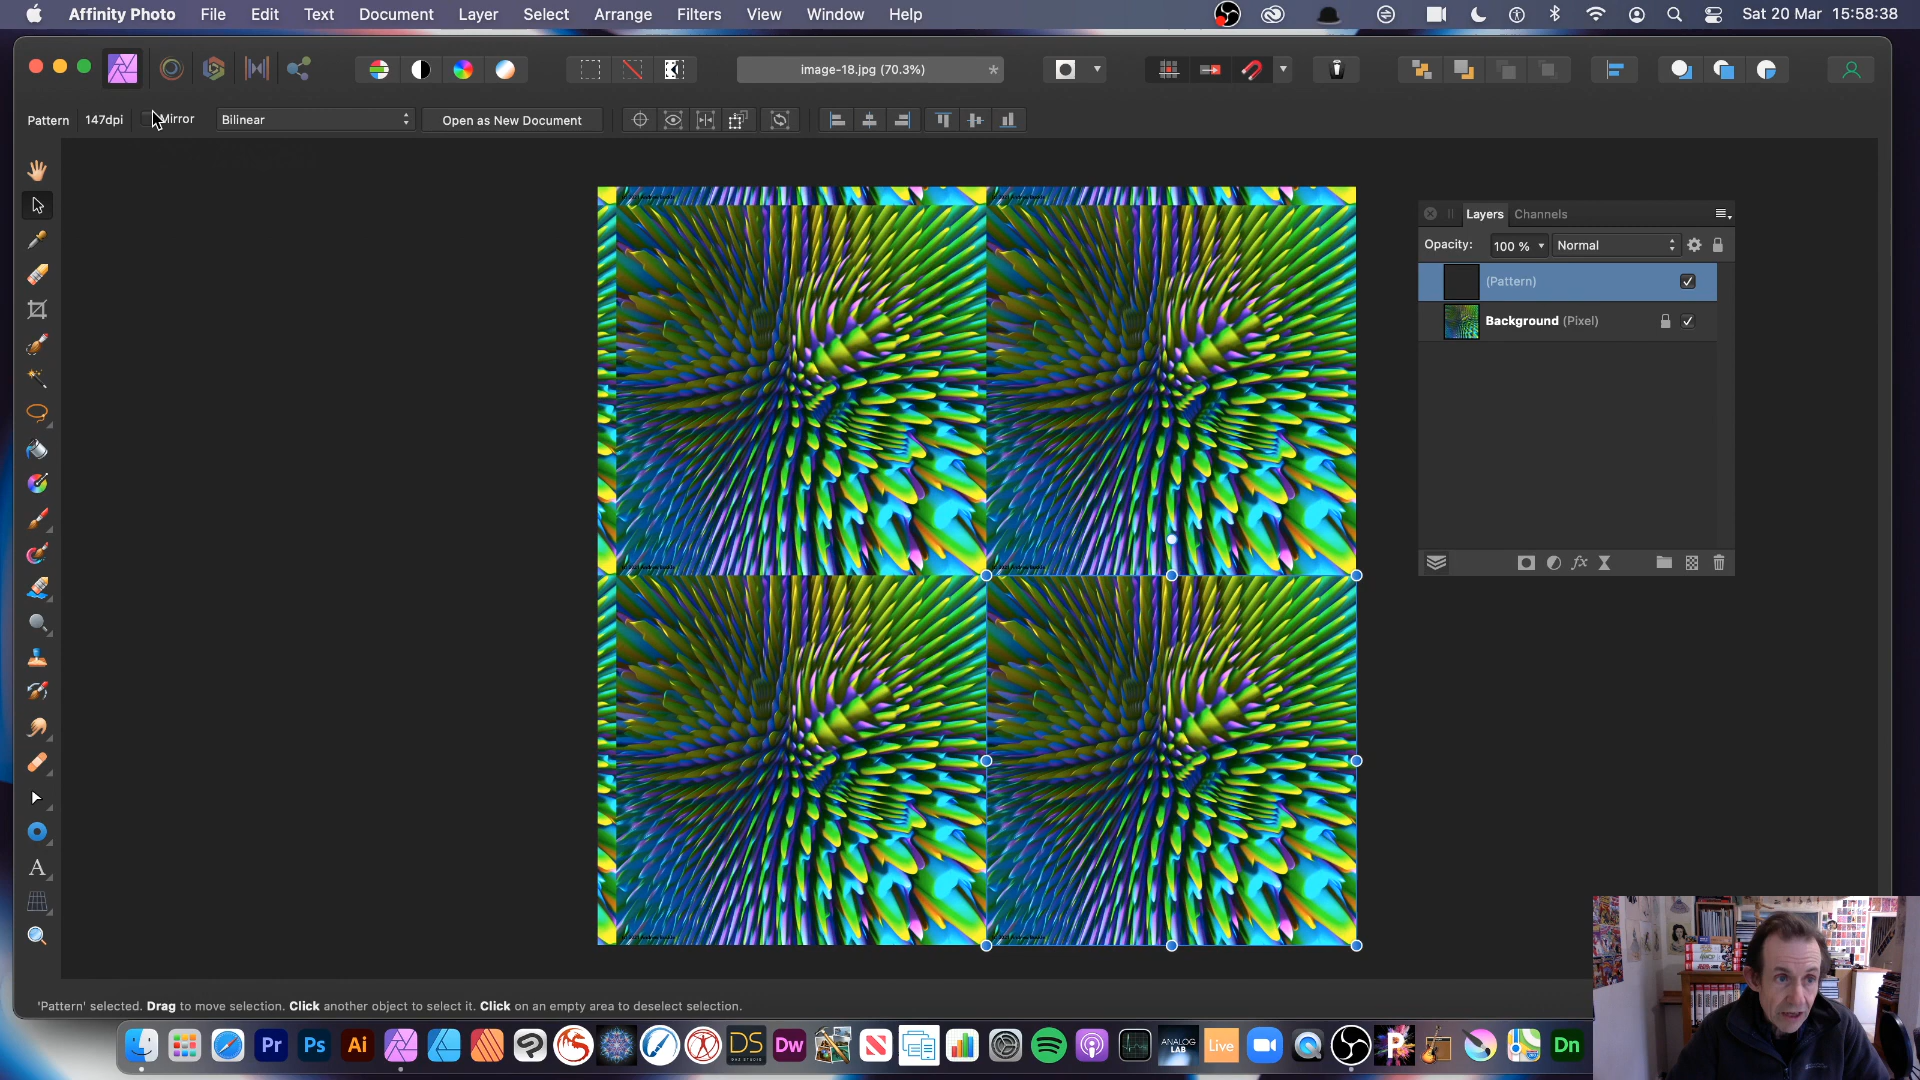 Affinity Photo File Edit Text Document Layer Select Arrange Filters View Window Help Sat 20 Mar 15:58:38
image-18.jpg (70.3%) *
Pattern 147dpi Mirror Bilinear Open as New Document
Layers Channels
Opacity: 100 % Normal
(Pattern)
Background (Pixel)
fx
A
'Pattern' selected. Drag to move selection. Click another object to select it. Click on an empty area to deselect selection.
Pr Ps Ai DS Dw ANALOG LAB Live P Dn